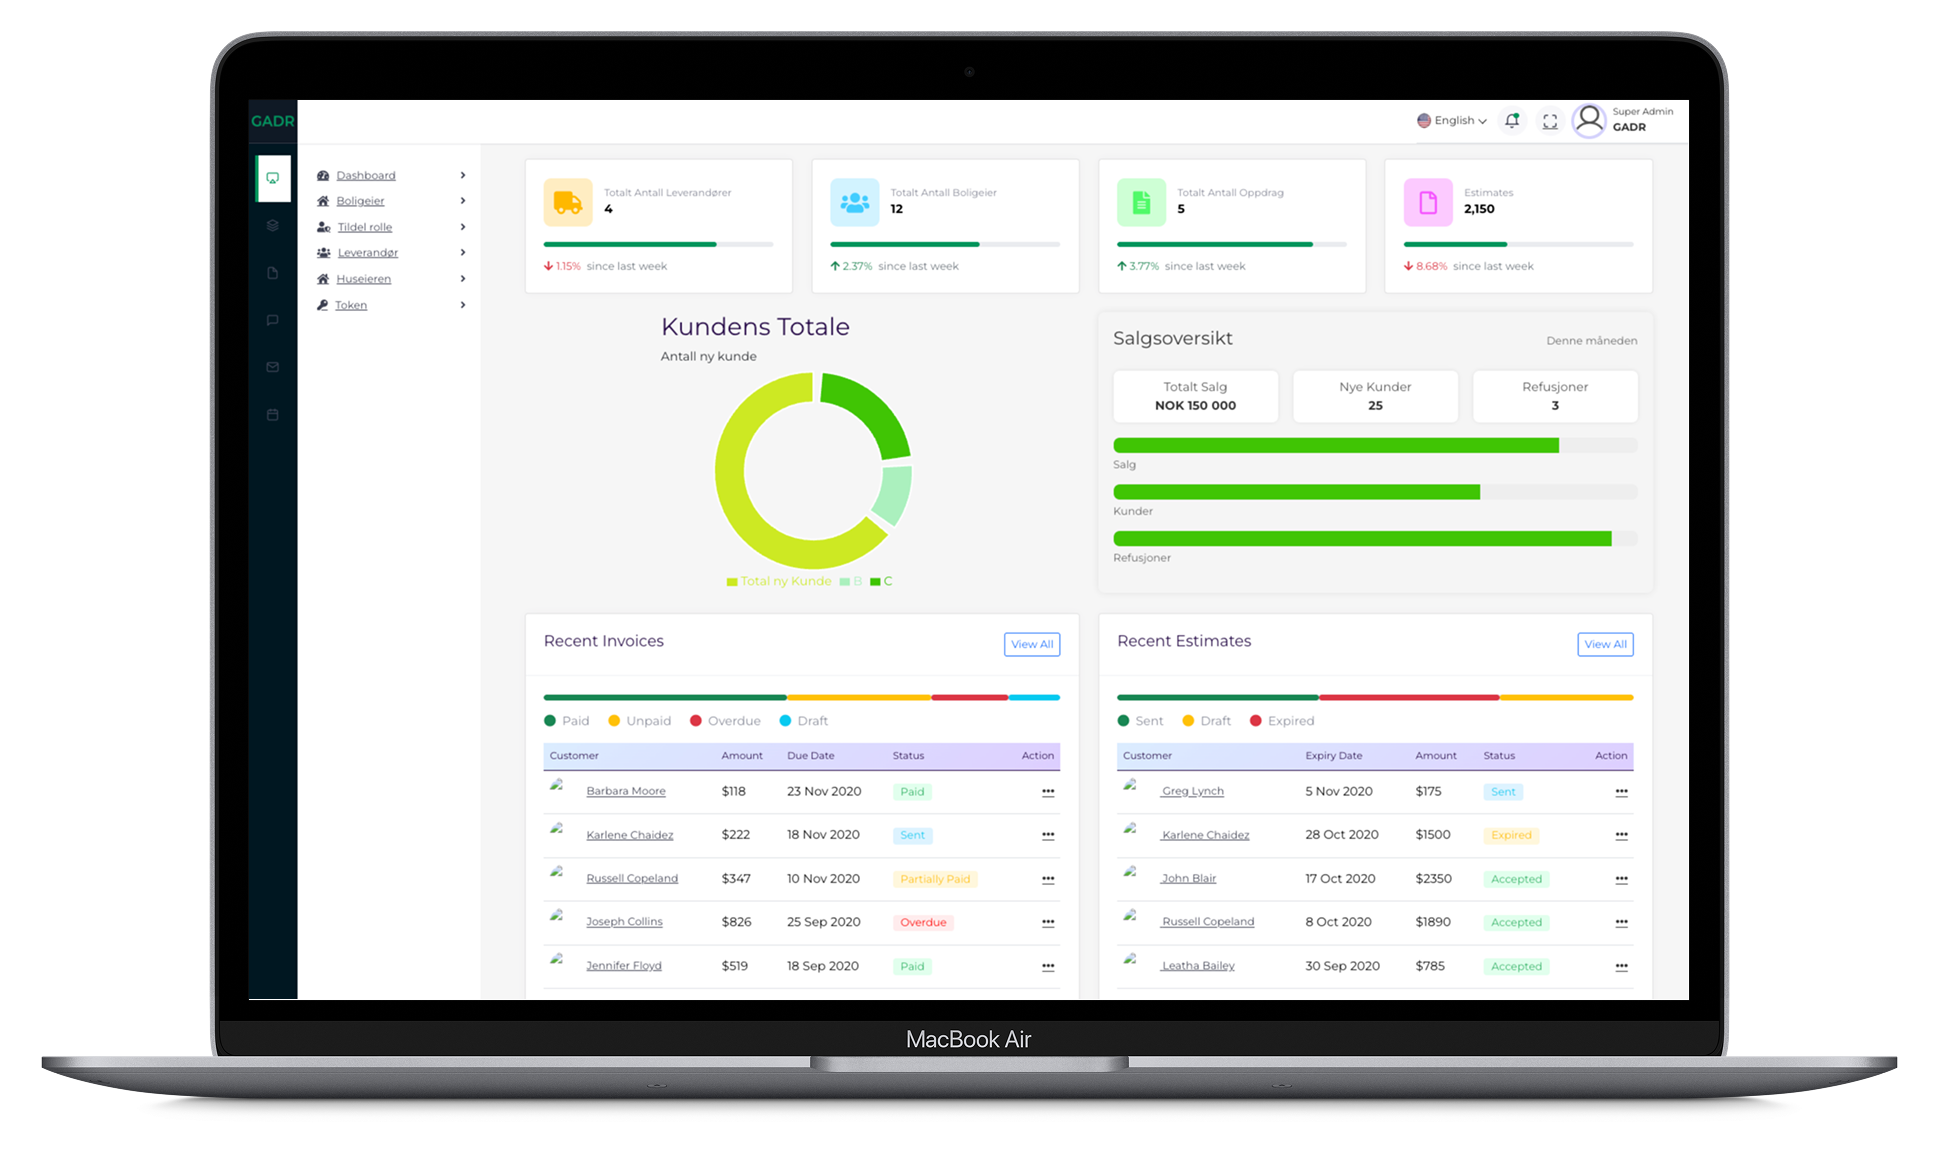 GADR
English
Super Admin
GADR
Dashboard
Boligeier
Tildel rolle
Leverandør
Huseieren
Token
Totalt Antall Leverandører
4
1.15% since last week
Totalt Antall Boligeier
12
2.37% since last week
Totalt Antall Oppdrag
5
3.77% since last week
Estimates
2,150
8.68% since last week
Kundens Totale
Antall ny kunde
Total ny Kunde B C
Salgsoversikt
Denne måneden
Totalt Salg
NOK 150 000
Nye Kunder
25
Refusjoner
3
Salg
Kunder
Refusjoner
Recent Invoices
View All
Paid Unpaid Overdue Draft
Customer Amount Due Date Status Action
Barbara Moore $118 23 Nov 2020 Paid
Karlene Chaidez $222 18 Nov 2020 Sent
Russell Copeland $347 10 Nov 2020 Partially Paid
Joseph Collins $826 25 Sep 2020 Overdue
Jennifer Floyd $519 18 Sep 2020 Paid
Recent Estimates
View All
Sent Draft Expired
Customer Expiry Date Amount Status Action
Greg Lynch 5 Nov 2020 $175 Sent
Karlene Chaidez 28 Oct 2020 $1500 Expired
John Blair 17 Oct 2020 $2350 Accepted
Russell Copeland 8 Oct 2020 $1890 Accepted
Leatha Bailey 30 Sep 2020 $785 Accepted
MacBook Air